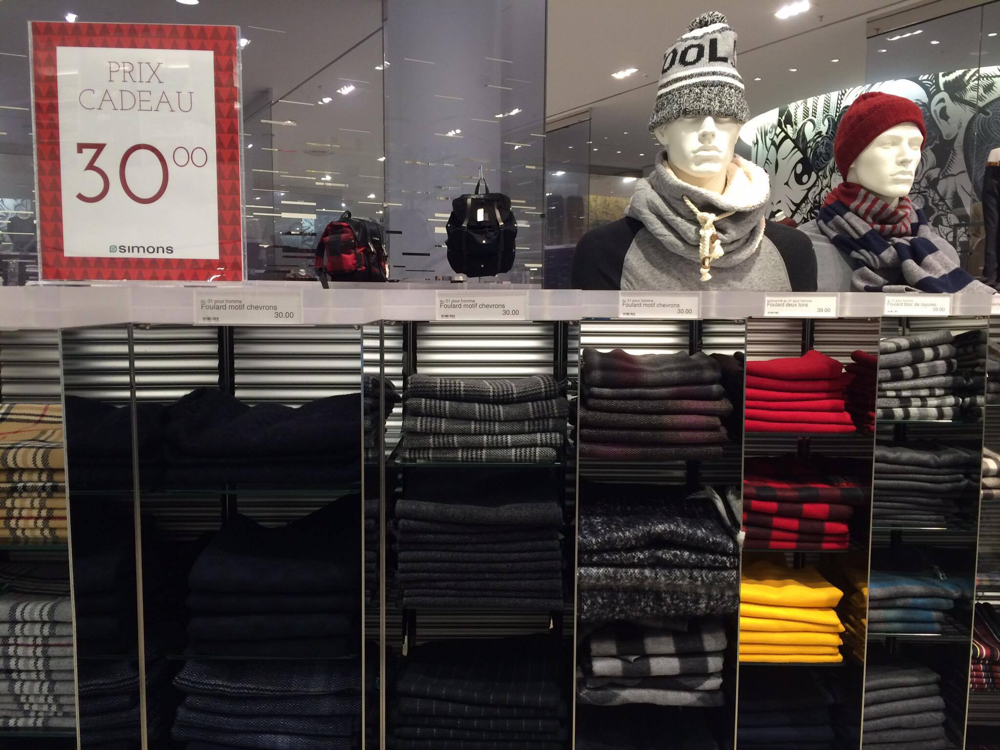 PRIX
CADEAU
30 00
simons
OOL
au 31 pour homme
Foulard motif chevrons
30.00
au 31 pour homme
Foulard motif chevrons
30.00
au 31 pour homme
Foulard motif chevrons
30.00
exclusivité au 31 pour homme
Foulard deux tons
39.00
au 31 pour homme
Foulard bloc de rayures
39.00